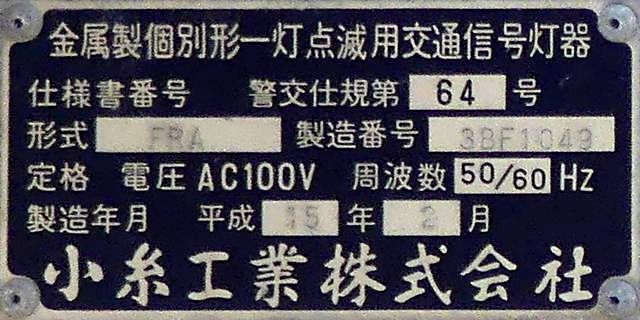 金属製個別形一灯点滅用交通信号灯器
仕様書番号 警交仕規第 64 号
形式 FRA 製造番号 3BF1049
定格 電圧 AC100V 周波数 50/60 Hz
製造年月 平成 15 年 2 月
小糸工業株式会社